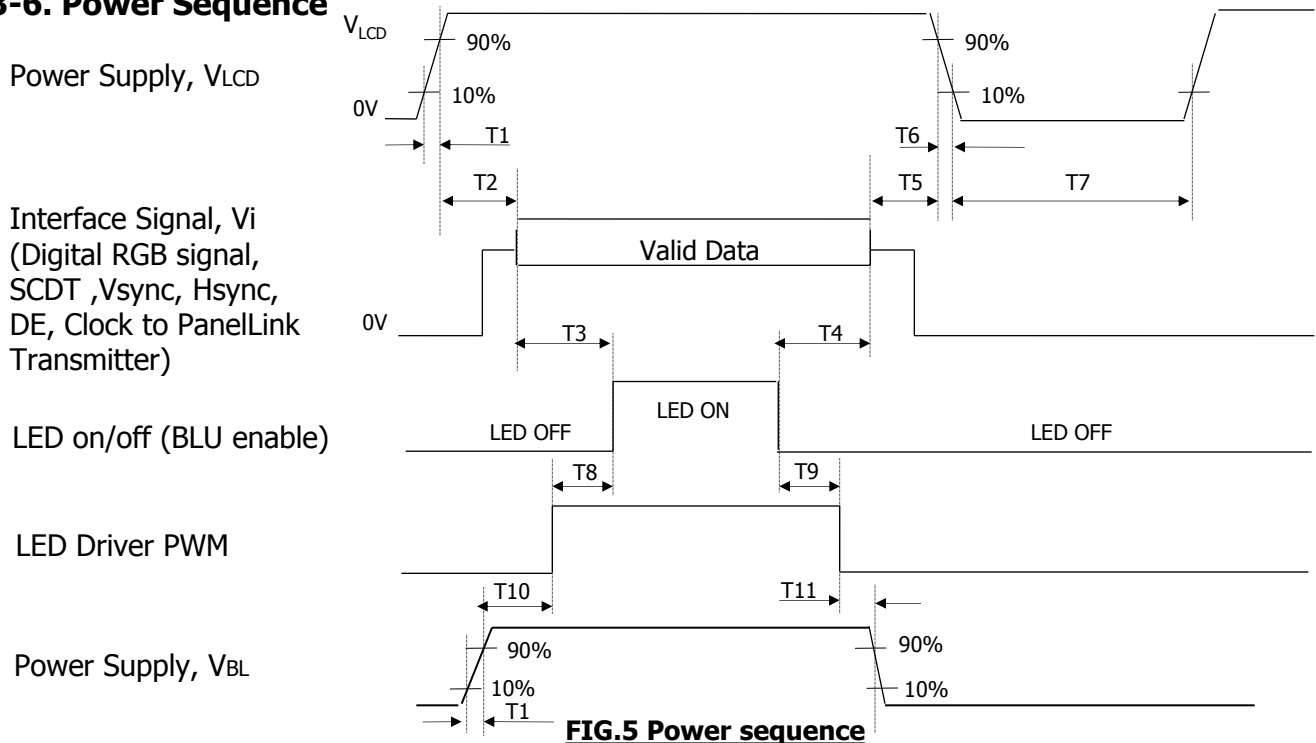 3-6. Power Sequence
VLCD
90%
90%
Power Supply, VLCD
10%
10%
0V
T1
T6
T2
T5
T7
Interface Signal, Vi
(Digital RGB signal,
SCDT ,Vsync, Hsync,
DE, Clock to PanelLink
Transmitter)
Valid Data
0V
T3
T4
LED on/off (BLU enable)
LED OFF
LED ON
LED OFF
T8
T9
LED Driver PWM
T10
T11
Power Supply, VBL
90%
90%
10%
10%
T1
FIG.5 Power sequence